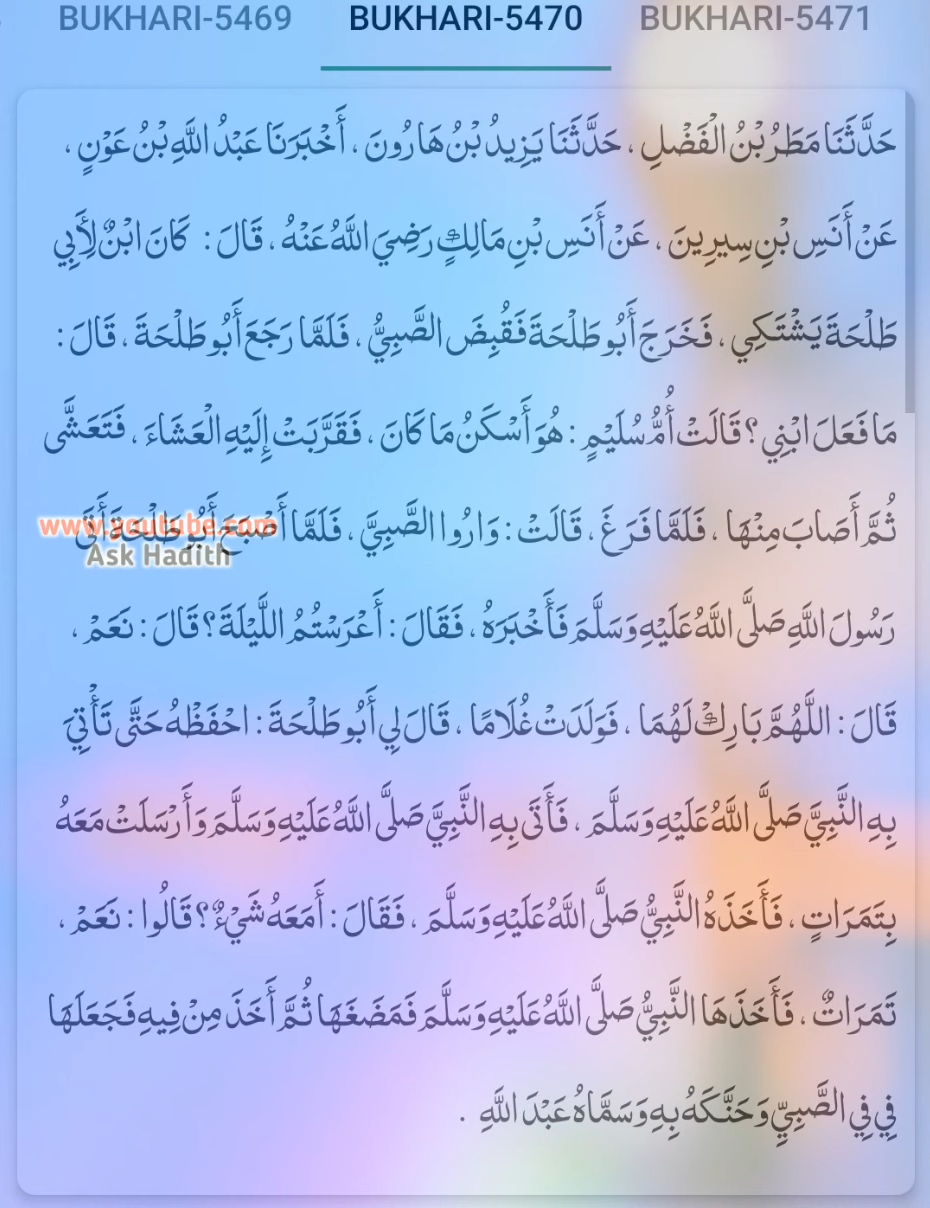 BUKHARI-5469 BUKHARI-5470 BUKHARI-5471
حَدَّثَنَا مَطَرُ بْنُ الْفَضْلِ ، حَدَّثَنَا يَزِيدُ بْنُ هَارُونَ ، أَخْبَرَنَا عَبْدُ اللَّهِ بْنُ عَوْنٍ ،
عَنْ أَنَسِ بْنِ سِيرِينَ ، عَنْ أَنَسِ بْنِ مَالِكٍ رَضِيَ اللَّهُ عَنْهُ ، قَالَ : كَانَ ابْنٌ لِأَبِي
طَلْحَةَ يَشْتَكِي ، فَخَرَجَ أَبُو طَلْحَةَ فَقُبِضَ الصَّبِيُّ ، فَلَمَّا رَجَعَ أَبُو طَلْحَةَ ، قَالَ :
مَا فَعَلَ ابْنِي ؟ قَالَتْ أُمُّ سُلَيْمٍ : هُوَ أَسْكَنُ مَا كَانَ ، فَقَرَّبَتْ إِلَيْهِ الْعَشَاءَ ، فَتَعَشَّى
ثُمَّ أَصَابَ مِنْهَا ، فَلَمَّا فَرَغَ ، قَالَتْ : وَارُوا الصَّبِيَّ ، فَلَمَّا أَصْبَحَ أَبُو طَلْحَةَ أَتَى
www.youtube.com
Ask Hadith
رَسُولَ اللَّهِ صَلَّى اللَّهُ عَلَيْهِ وَسَلَّمَ فَأَخْبَرَهُ ، فَقَالَ : أَعْرَسْتُمُ اللَّيْلَةَ ؟ قَالَ : نَعَمْ ،
قَالَ : اللَّهُمَّ بَارِكْ لَهُمَا ، فَوَلَدَتْ غُلَامًا ، قَالَ لِي أَبُو طَلْحَةَ : احْفَظْهُ حَتَّى تَأْتِيَ
بِهِ النَّبِيَّ صَلَّى اللَّهُ عَلَيْهِ وَسَلَّمَ ، فَأَتَى بِهِ النَّبِيَّ صَلَّى اللَّهُ عَلَيْهِ وَسَلَّمَ وَأَرْسَلَتْ مَعَهُ
بِتَمَرَاتٍ ، فَأَخَذَهُ النَّبِيُّ صَلَّى اللَّهُ عَلَيْهِ وَسَلَّمَ ، فَقَالَ : أَمَعَهُ شَيْءٌ ؟ قَالُوا : نَعَمْ ،
تَمَرَاتٌ ، فَأَخَذَهَا النَّبِيُّ صَلَّى اللَّهُ عَلَيْهِ وَسَلَّمَ فَمَضَغَهَا ثُمَّ أَخَذَ مِنْ فِيهِ فَجَعَلَهَا
فِي فِي الصَّبِيِّ وَحَنَّكَهُ بِهِ وَسَمَّاهُ عَبْدَ اللَّهِ .